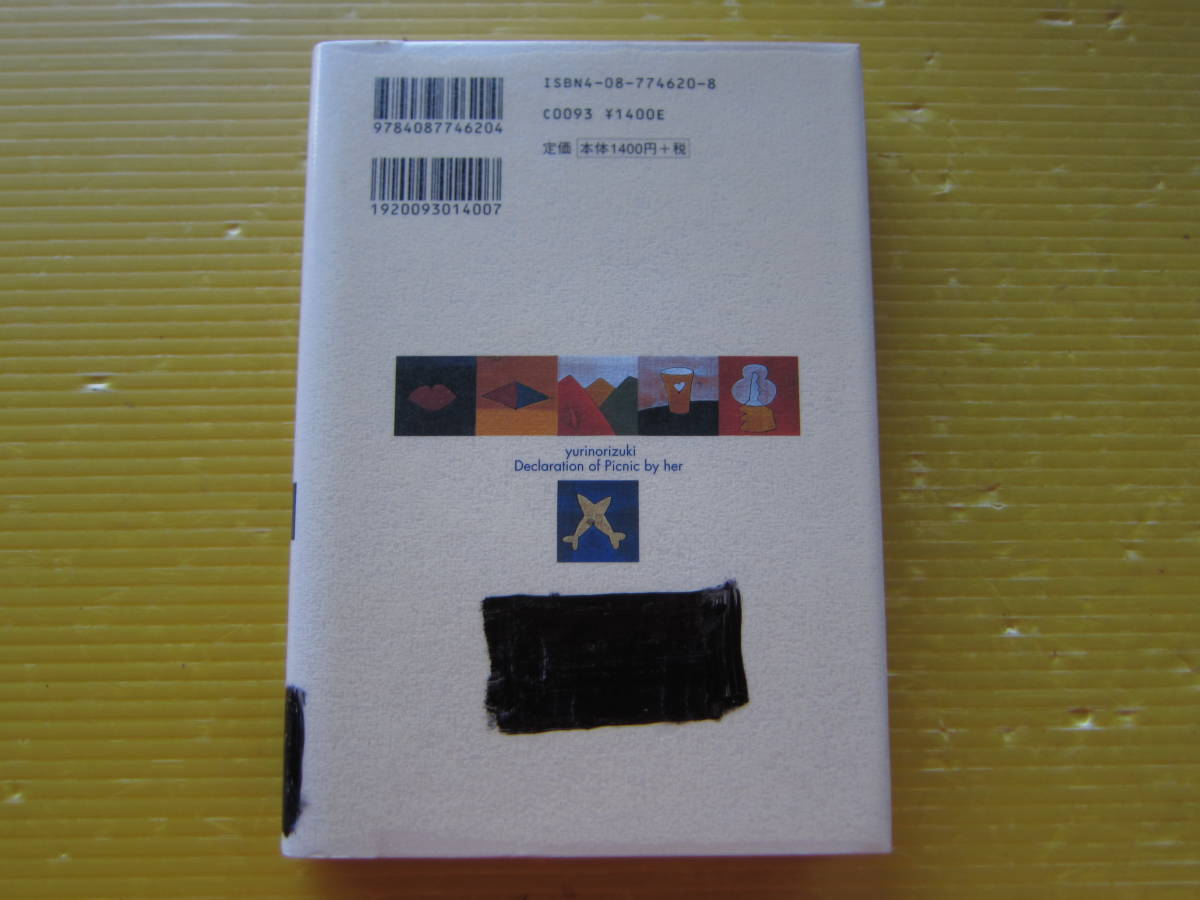 ISBN4-08-774620-8
C0093 ¥1400E
定価 本体1400円+税
9784087746204
1920093014007
yurinorizuki
Declaration of Picnic by her